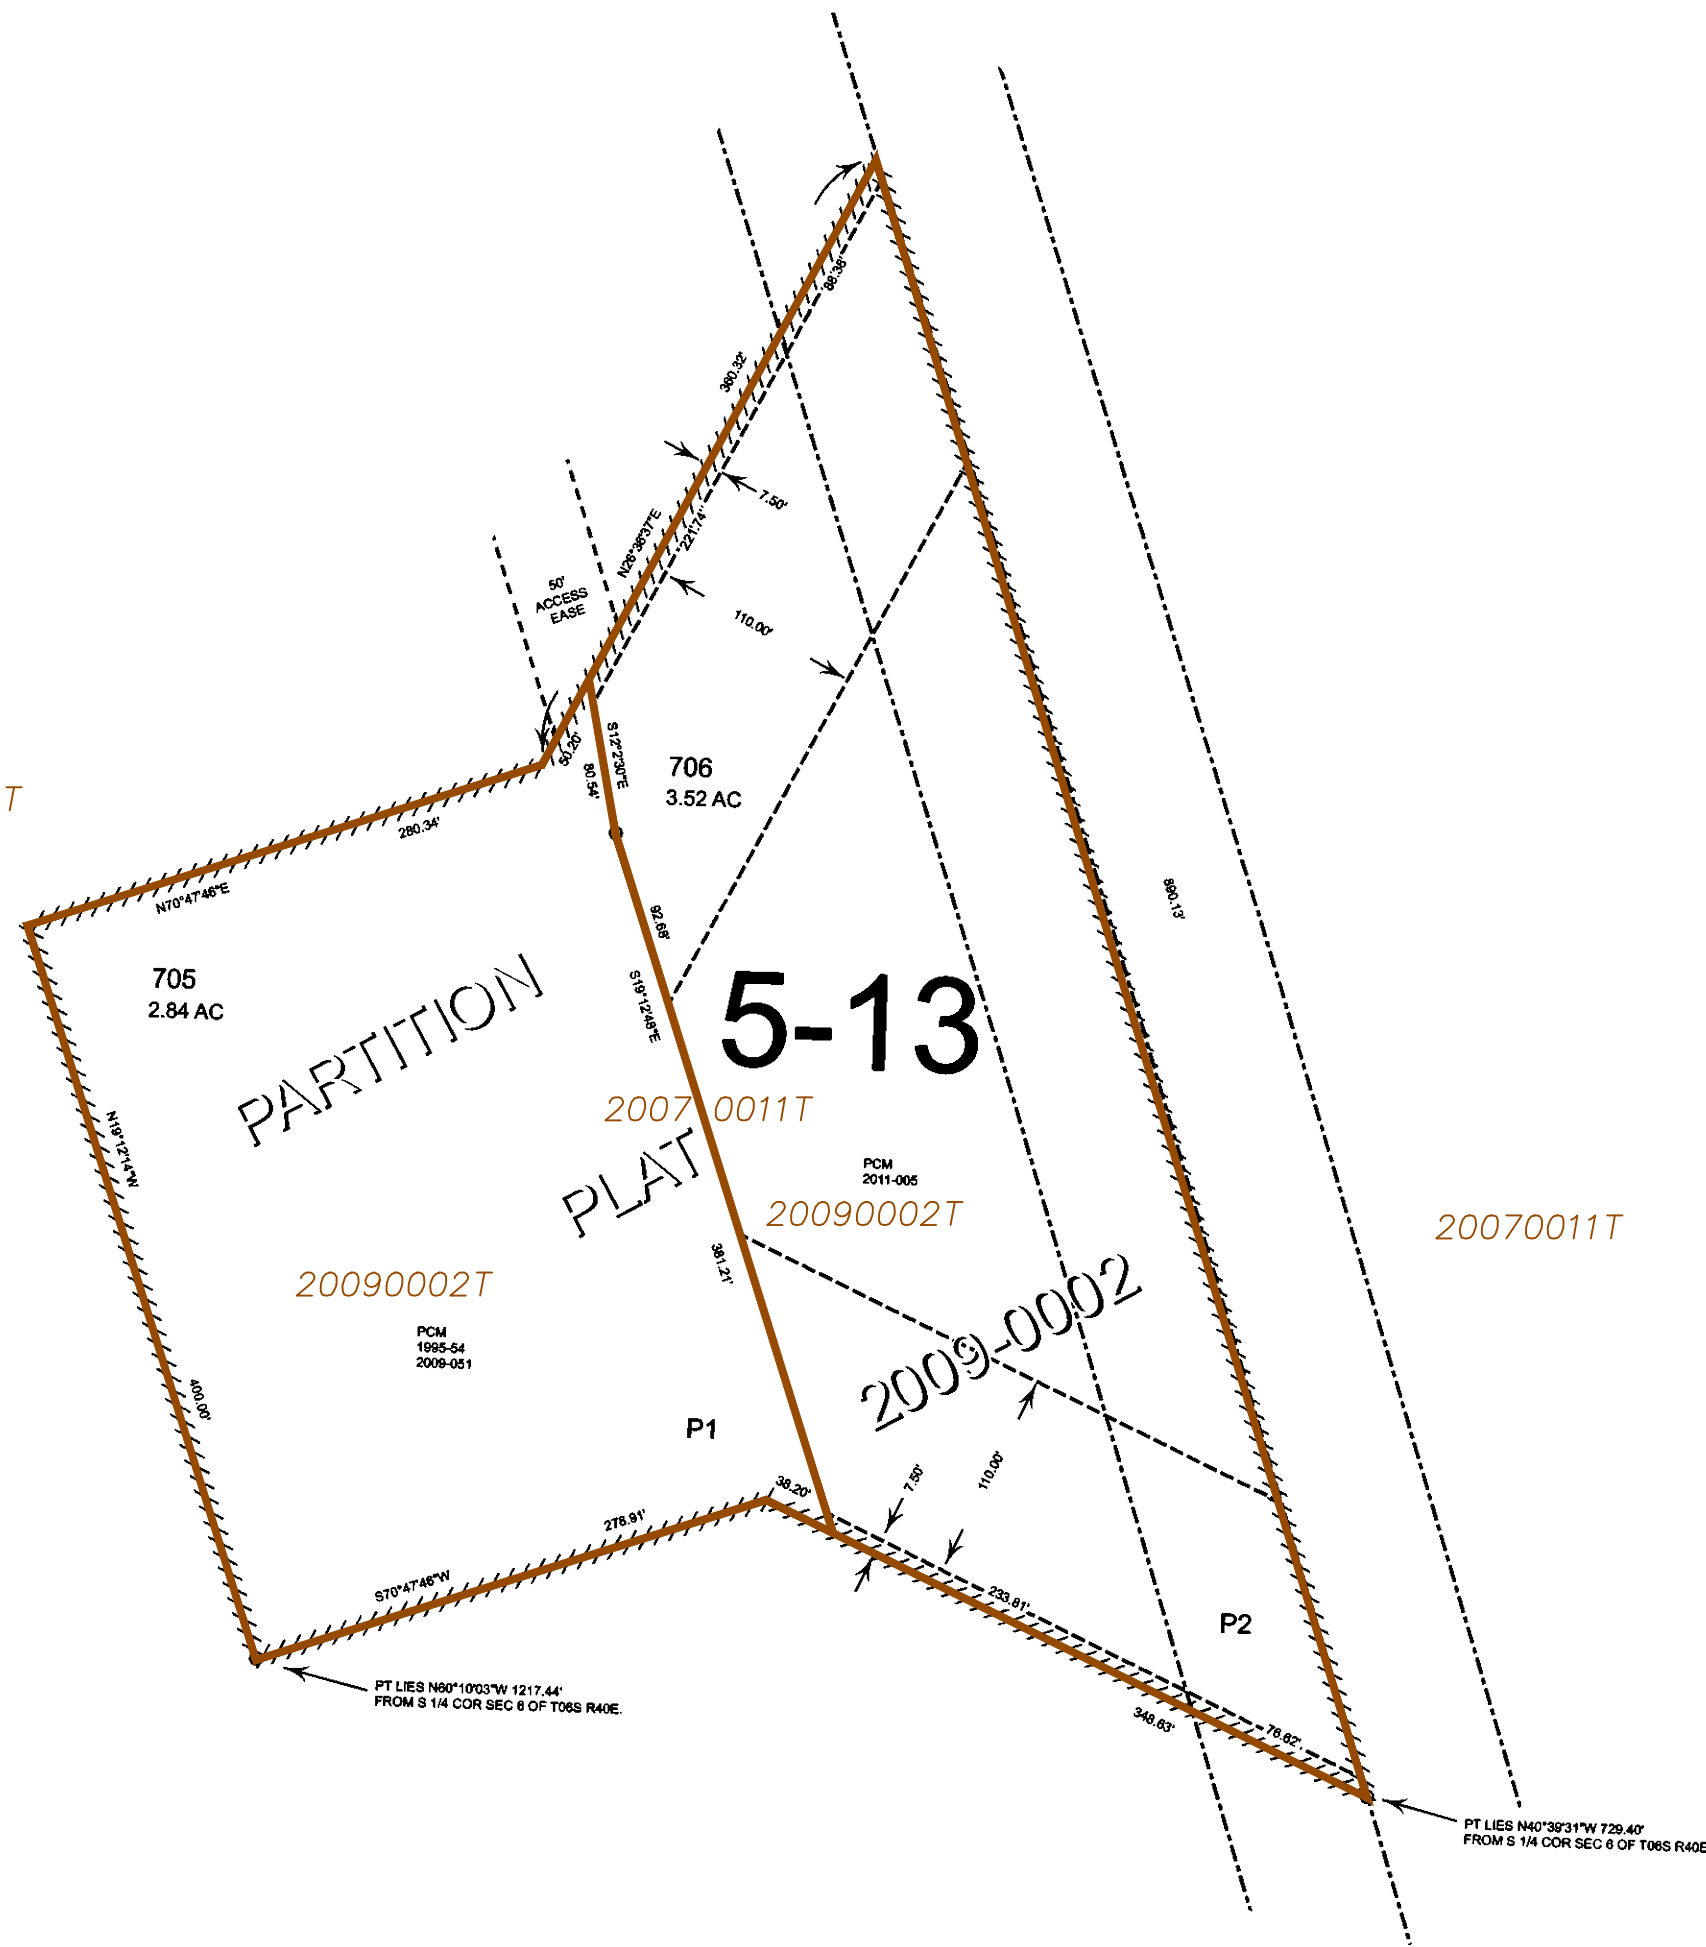 88.38'
360.32'
7.50'
N26°36'37"E
221.74'
50'
ACCESS
EASE
110.00'
50.20'
S12°2'30"E
80.54'
706
3.52 AC
T
280.34'
N70°47'46"E
890.13'
92.68'
705
2.84 AC
PARTITION
S19°12'48"E
5-13
20070011T
PLAT
N19°12'14"W
PCM
2011-005
20090002T
20070011T
381.21'
20090002T
2009-0002
PCM
1995-54
2009-051
400.00'
P1
7.50'
110.00'
38.20'
278.91'
S70°47'46"W
233.81'
P2
PT LIES N60°10'03"W 1217.44'
FROM S 1/4 COR SEC 6 OF T06S R40E.
348.63'
78.62'
PT LIES N40°39'31"W 729.40'
FROM S 1/4 COR SEC 6 OF T06S R40E